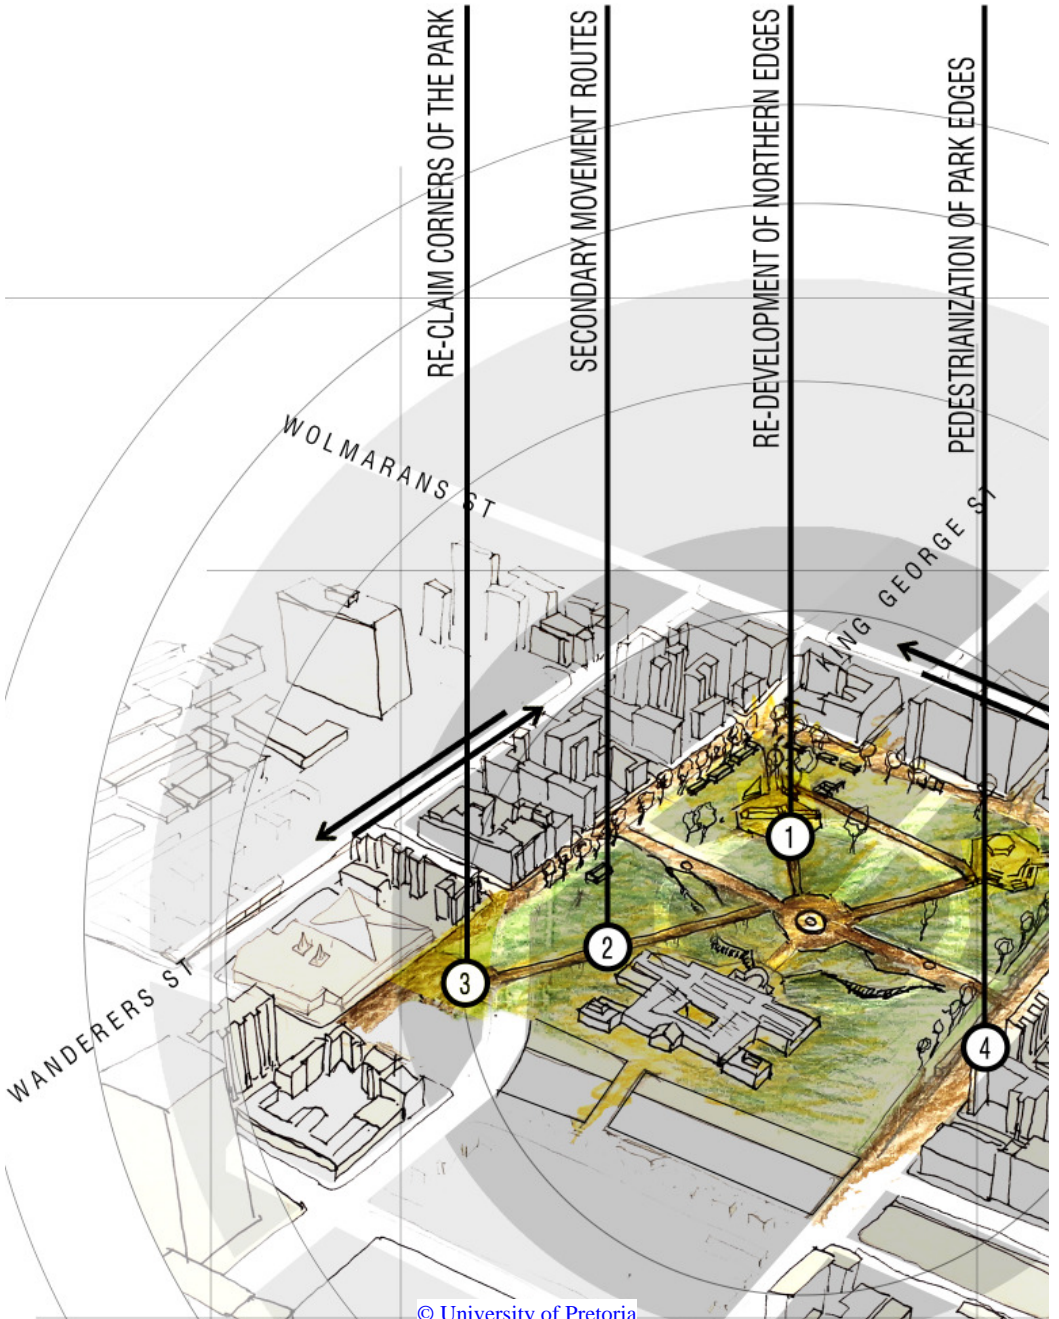 RE-CLAIM CORNERS OF THE PARK
SECONDARY MOVEMENT ROUTES
RE-DEVELOPMENT OF NORTHERN EDGES
PEDESTRIANIZATION OF PARK EDGES
WOLMARANS ST
KING GEORGE ST
WANDERERS ST
1
2
3
4
© University of Pretoria